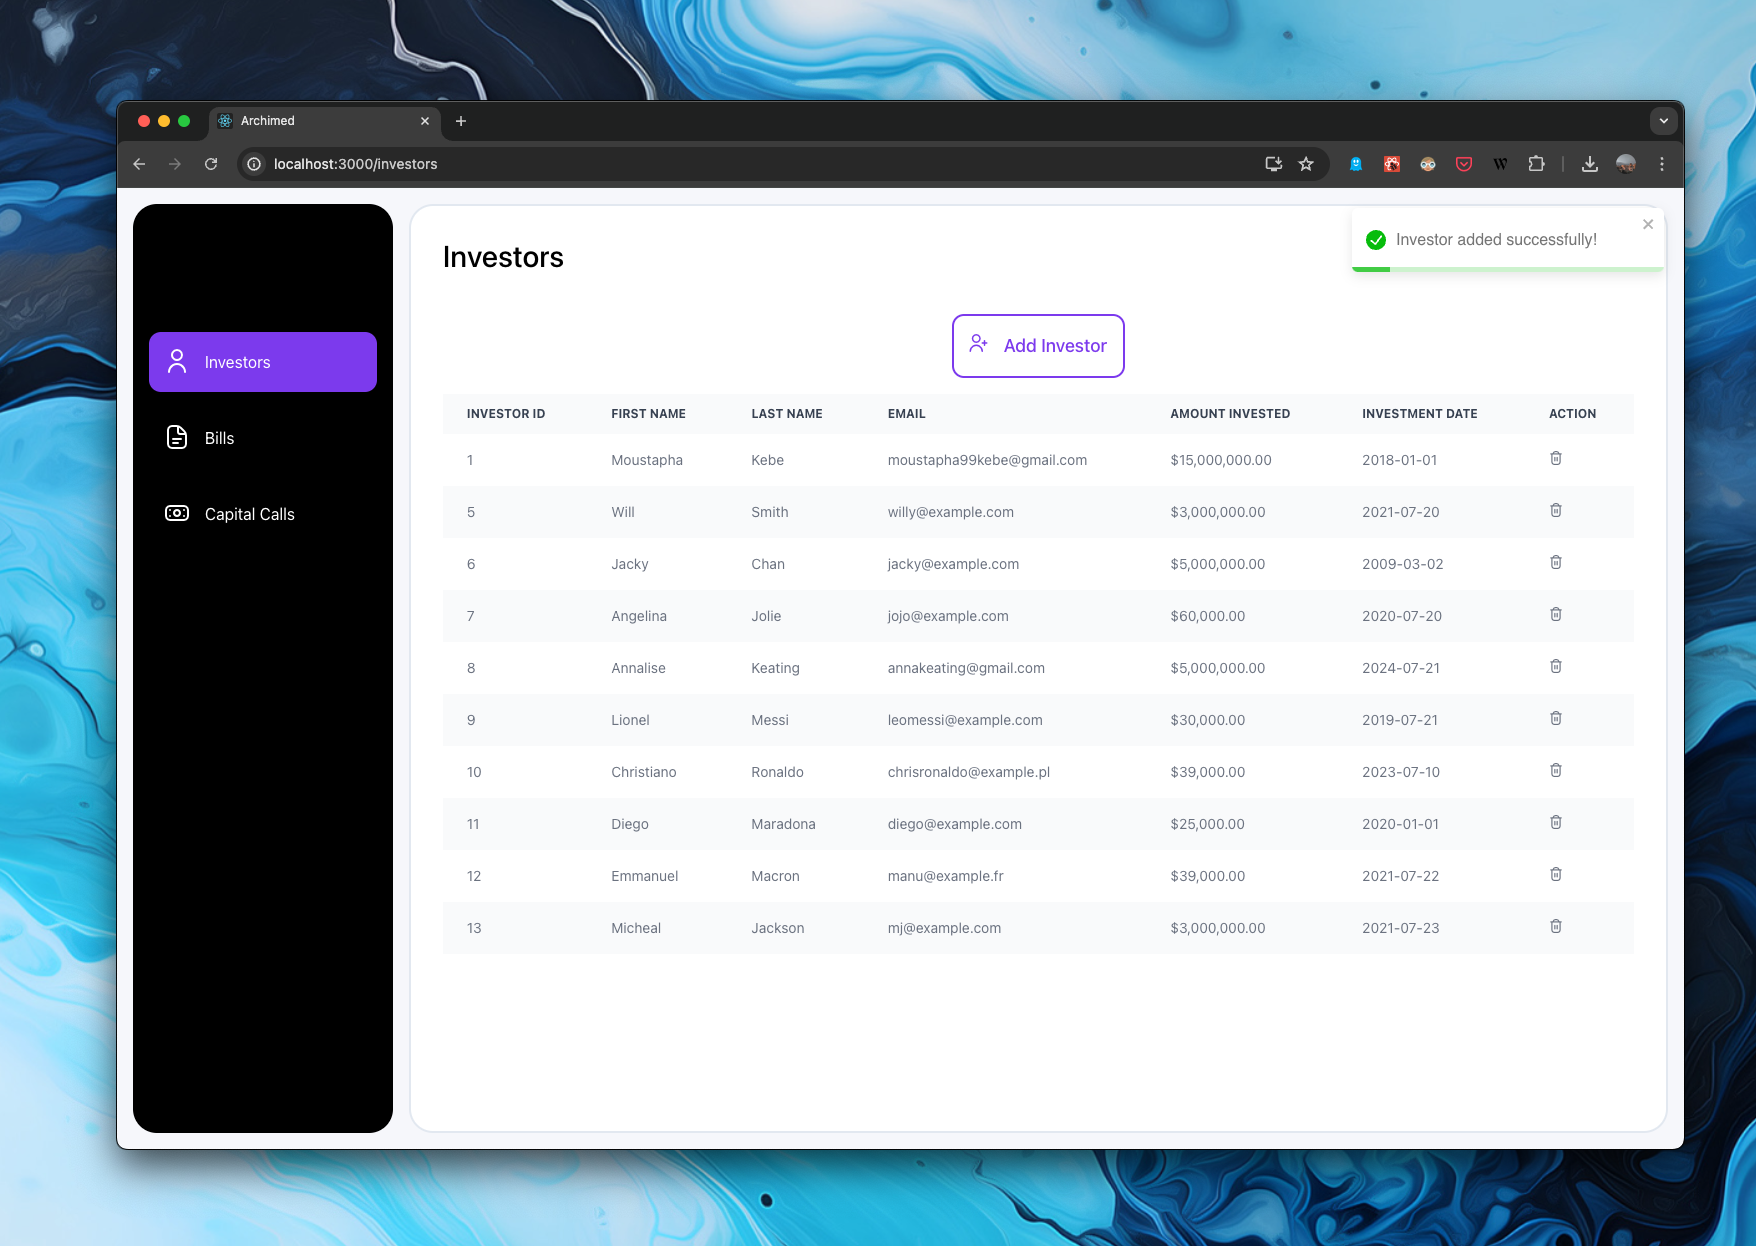 Archimed
localhost:3000/investors
W
Investor added successfully!
Investors
Add Investor
Investors
Bills
Capital Calls
INVESTOR ID FIRST NAME LAST NAME EMAIL AMOUNT INVESTED INVESTMENT DATE ACTION
1 Moustapha Kebe moustapha99kebe@gmail.com $15,000,000.00 2018-01-01
5 Will Smith willy@example.com $3,000,000.00 2021-07-20
6 Jacky Chan jacky@example.com $5,000,000.00 2009-03-02
7 Angelina Jolie jojo@example.com $60,000.00 2020-07-20
8 Annalise Keating annakeating@gmail.com $5,000,000.00 2024-07-21
9 Lionel Messi leomessi@example.com $30,000.00 2019-07-21
10 Christiano Ronaldo chrisronaldo@example.pl $39,000.00 2023-07-10
11 Diego Maradona diego@example.com $25,000.00 2020-01-01
12 Emmanuel Macron manu@example.fr $39,000.00 2021-07-22
13 Micheal Jackson mj@example.com $3,000,000.00 2021-07-23